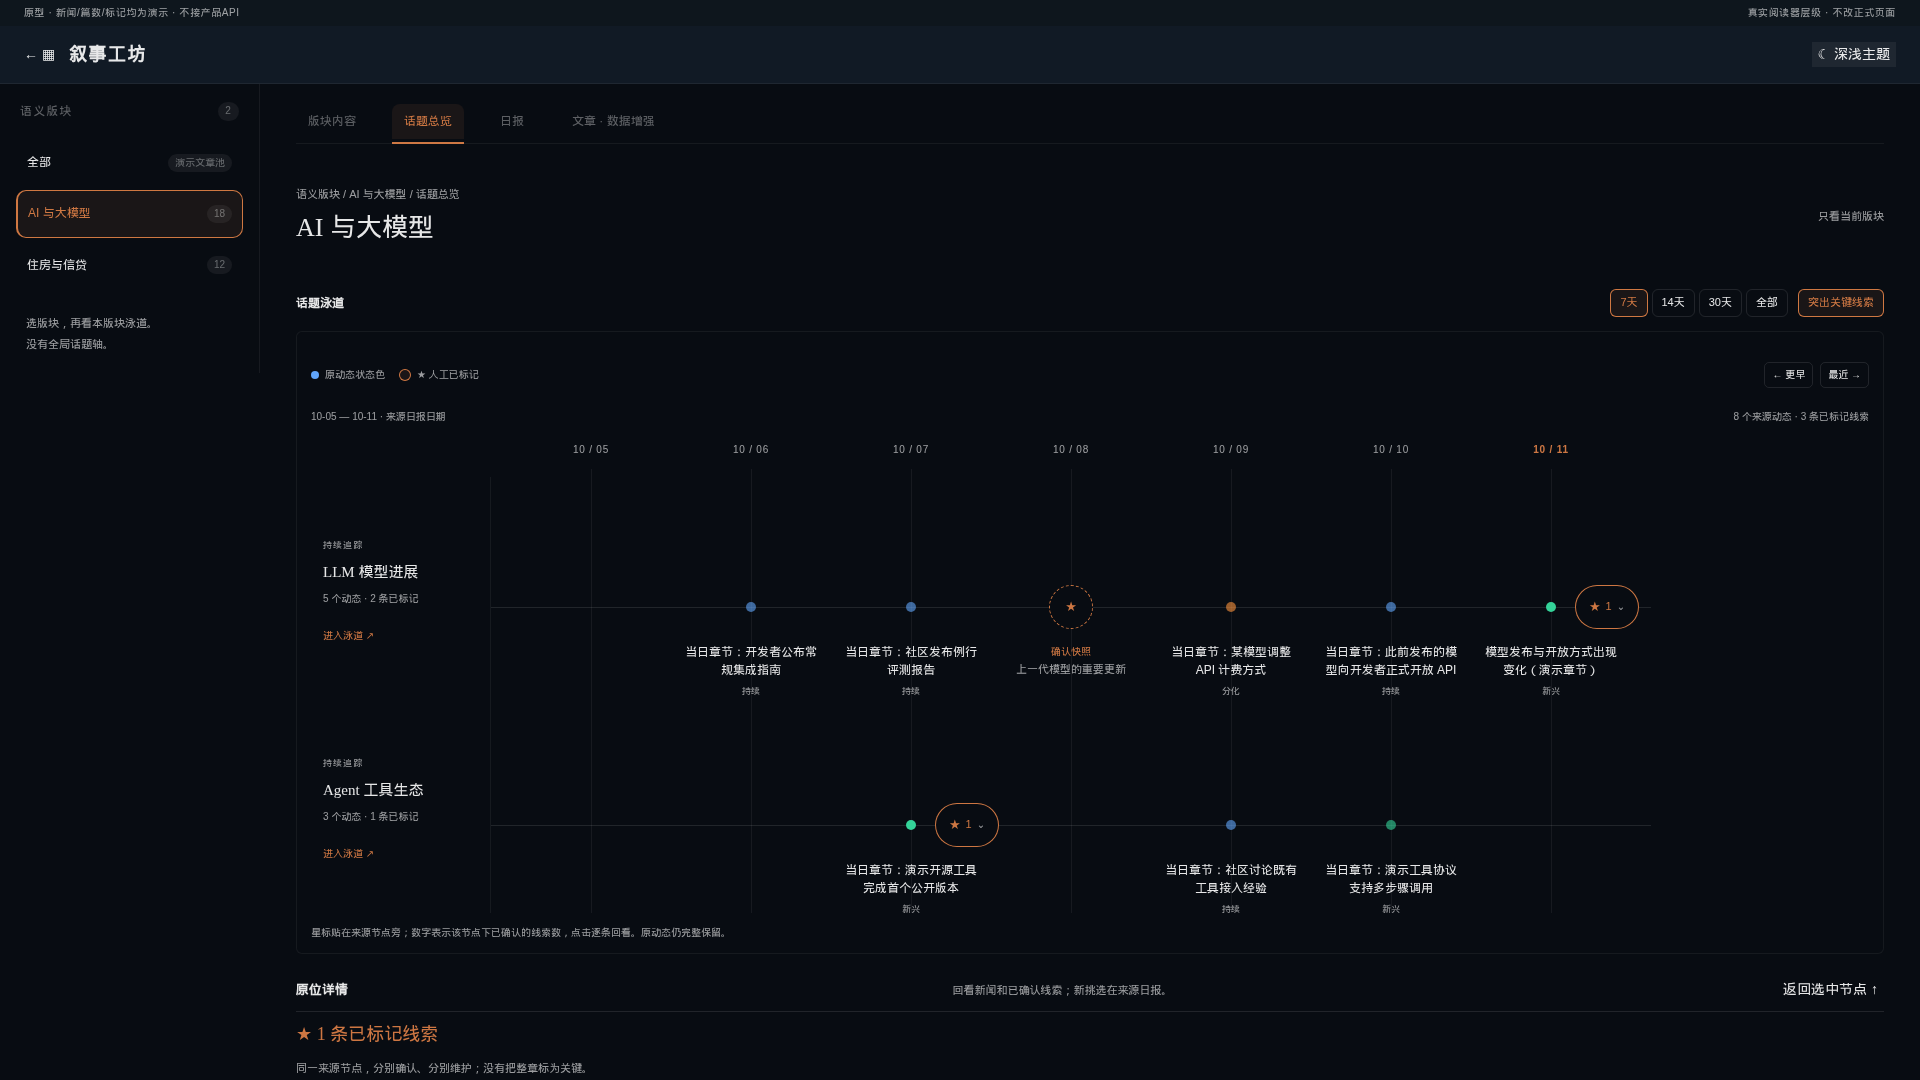 原型 · 新闻/篇数/标记均为演示 · 不接产品API
真实阅读器层级 · 不改正式页面
← ▦ 叙事工坊
☾ 深浅主题
语义版块 2
全部 演示文章池
AI 与大模型 18
住房与信贷 12
选版块，再看本版块泳道。
没有全局话题轴。
版块内容 话题总览 日报 文章 · 数据增强
语义版块 / AI 与大模型 / 话题总览
AI 与大模型
只看当前版块
话题泳道
7天 14天 30天 全部 突出关键线索
原动态状态色 ★ 人工已标记
← 更早 最近 →
10-05 — 10-11 · 来源日报日期
8 个来源动态 · 3 条已标记线索
10 / 05 10 / 06 10 / 07 10 / 08 10 / 09 10 / 10 10 / 11
持续追踪
LLM 模型进展
5 个动态 · 2 条已标记
进入泳道 ↗
★
★ 1 ⌄
当日章节：开发者公布常
规集成指南
持续
当日章节：社区发布例行
评测报告
持续
确认快照
上一代模型的重要更新
当日章节：某模型调整
API 计费方式
分化
当日章节：此前发布的模
型向开发者正式开放 API
持续
模型发布与开放方式出现
变化（演示章节）
新兴
持续追踪
Agent 工具生态
3 个动态 · 1 条已标记
进入泳道 ↗
★ 1 ⌄
当日章节：演示开源工具
完成首个公开版本
新兴
当日章节：社区讨论既有
工具接入经验
持续
当日章节：演示工具协议
支持多步骤调用
新兴
星标贴在来源节点旁；数字表示该节点下已确认的线索数，点击逐条回看。原动态仍完整保留。
原位详情
回看新闻和已确认线索；新挑选在来源日报。
返回选中节点 ↑
★ 1 条已标记线索
同一来源节点，分别确认、分别维护；没有把整章标为关键。